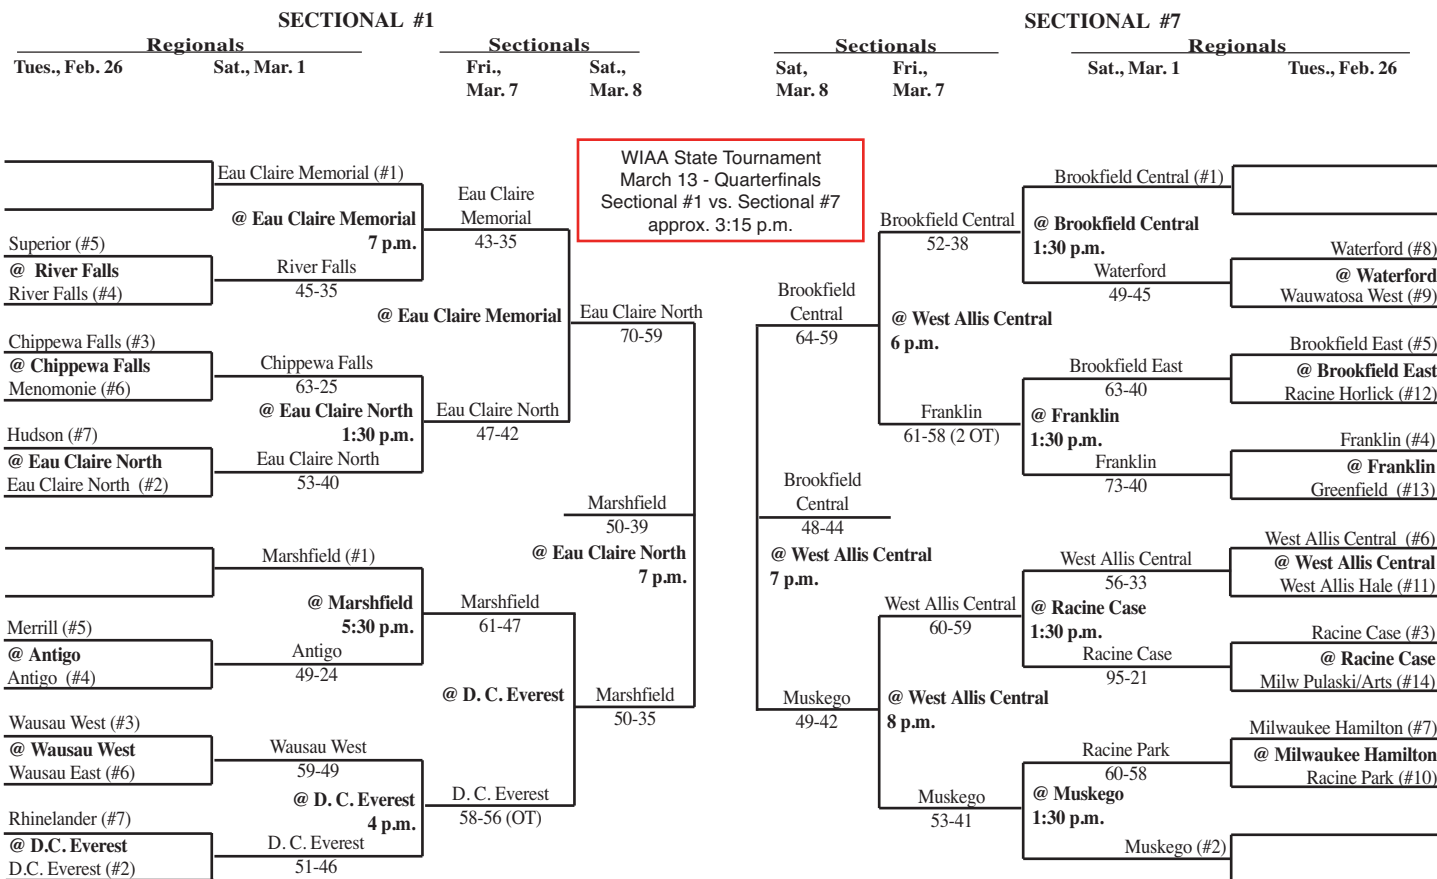 SECTIONAL #1
Regionals
Sectionals
Tues., Feb. 26
Sat., Mar. 1
Fri.,
Mar. 7
Sat.,
Mar. 8
Eau Claire Memorial (#1)
@ Eau Claire Memorial
7 p.m.
Superior (#5)
@ River Falls
River Falls (#4)
River Falls
45-35
Eau Claire
Memorial
43-35
@ Eau Claire Memorial
Chippewa Falls (#3)
@ Chippewa Falls
Menomonie (#6)
Chippewa Falls
63-25
@ Eau Claire North
1:30 p.m.
Hudson (#7)
@ Eau Claire North
Eau Claire North (#2)
Eau Claire North
53-40
Eau Claire North
47-42
Eau Claire North
70-59
Marshfield
50-39
@ Eau Claire North
7 p.m.
Marshfield (#1)
@ Marshfield
5:30 p.m.
Merrill (#5)
@ Antigo
Antigo (#4)
Antigo
49-24
Marshfield
61-47
@ D. C. Everest
Marshfield
50-35
Wausau West (#3)
@ Wausau West
Wausau East (#6)
Wausau West
59-49
@ D. C. Everest
4 p.m.
Rhinelander (#7)
@ D.C. Everest
D.C. Everest (#2)
D. C. Everest
51-46
D. C. Everest
58-56 (OT)
WIAA State Tournament
March 13 - Quarterfinals
Sectional #1 vs. Sectional #7
approx. 3:15 p.m.
SECTIONAL #7
Sectionals
Regionals
Sat,
Mar. 8
Fri.,
Mar. 7
Sat., Mar. 1
Tues., Feb. 26
Brookfield Central (#1)
Brookfield Central
52-38
@ Brookfield Central
1:30 p.m.
Waterford (#8)
@ Waterford
Wauwatosa West (#9)
Waterford
49-45
Brookfield
Central
64-59
@ West Allis Central
6 p.m.
Brookfield East (#5)
@ Brookfield East
Racine Horlick (#12)
Brookfield East
63-40
Franklin
61-58 (2 OT)
@ Franklin
1:30 p.m.
Franklin (#4)
@ Franklin
Greenfield (#13)
Franklin
73-40
Brookfield
Central
48-44
@ West Allis Central
7 p.m.
West Allis Central (#6)
@ West Allis Central
West Allis Hale (#11)
West Allis Central
56-33
West Allis Central
60-59
@ Racine Case
1:30 p.m.
Racine Case (#3)
@ Racine Case
Milw Pulaski/Arts (#14)
Racine Case
95-21
Muskego
49-42
@ West Allis Central
8 p.m.
Milwaukee Hamilton (#7)
@ Milwaukee Hamilton
Racine Park (#10)
Racine Park
60-58
Muskego
53-41
@ Muskego
1:30 p.m.
Muskego (#2)